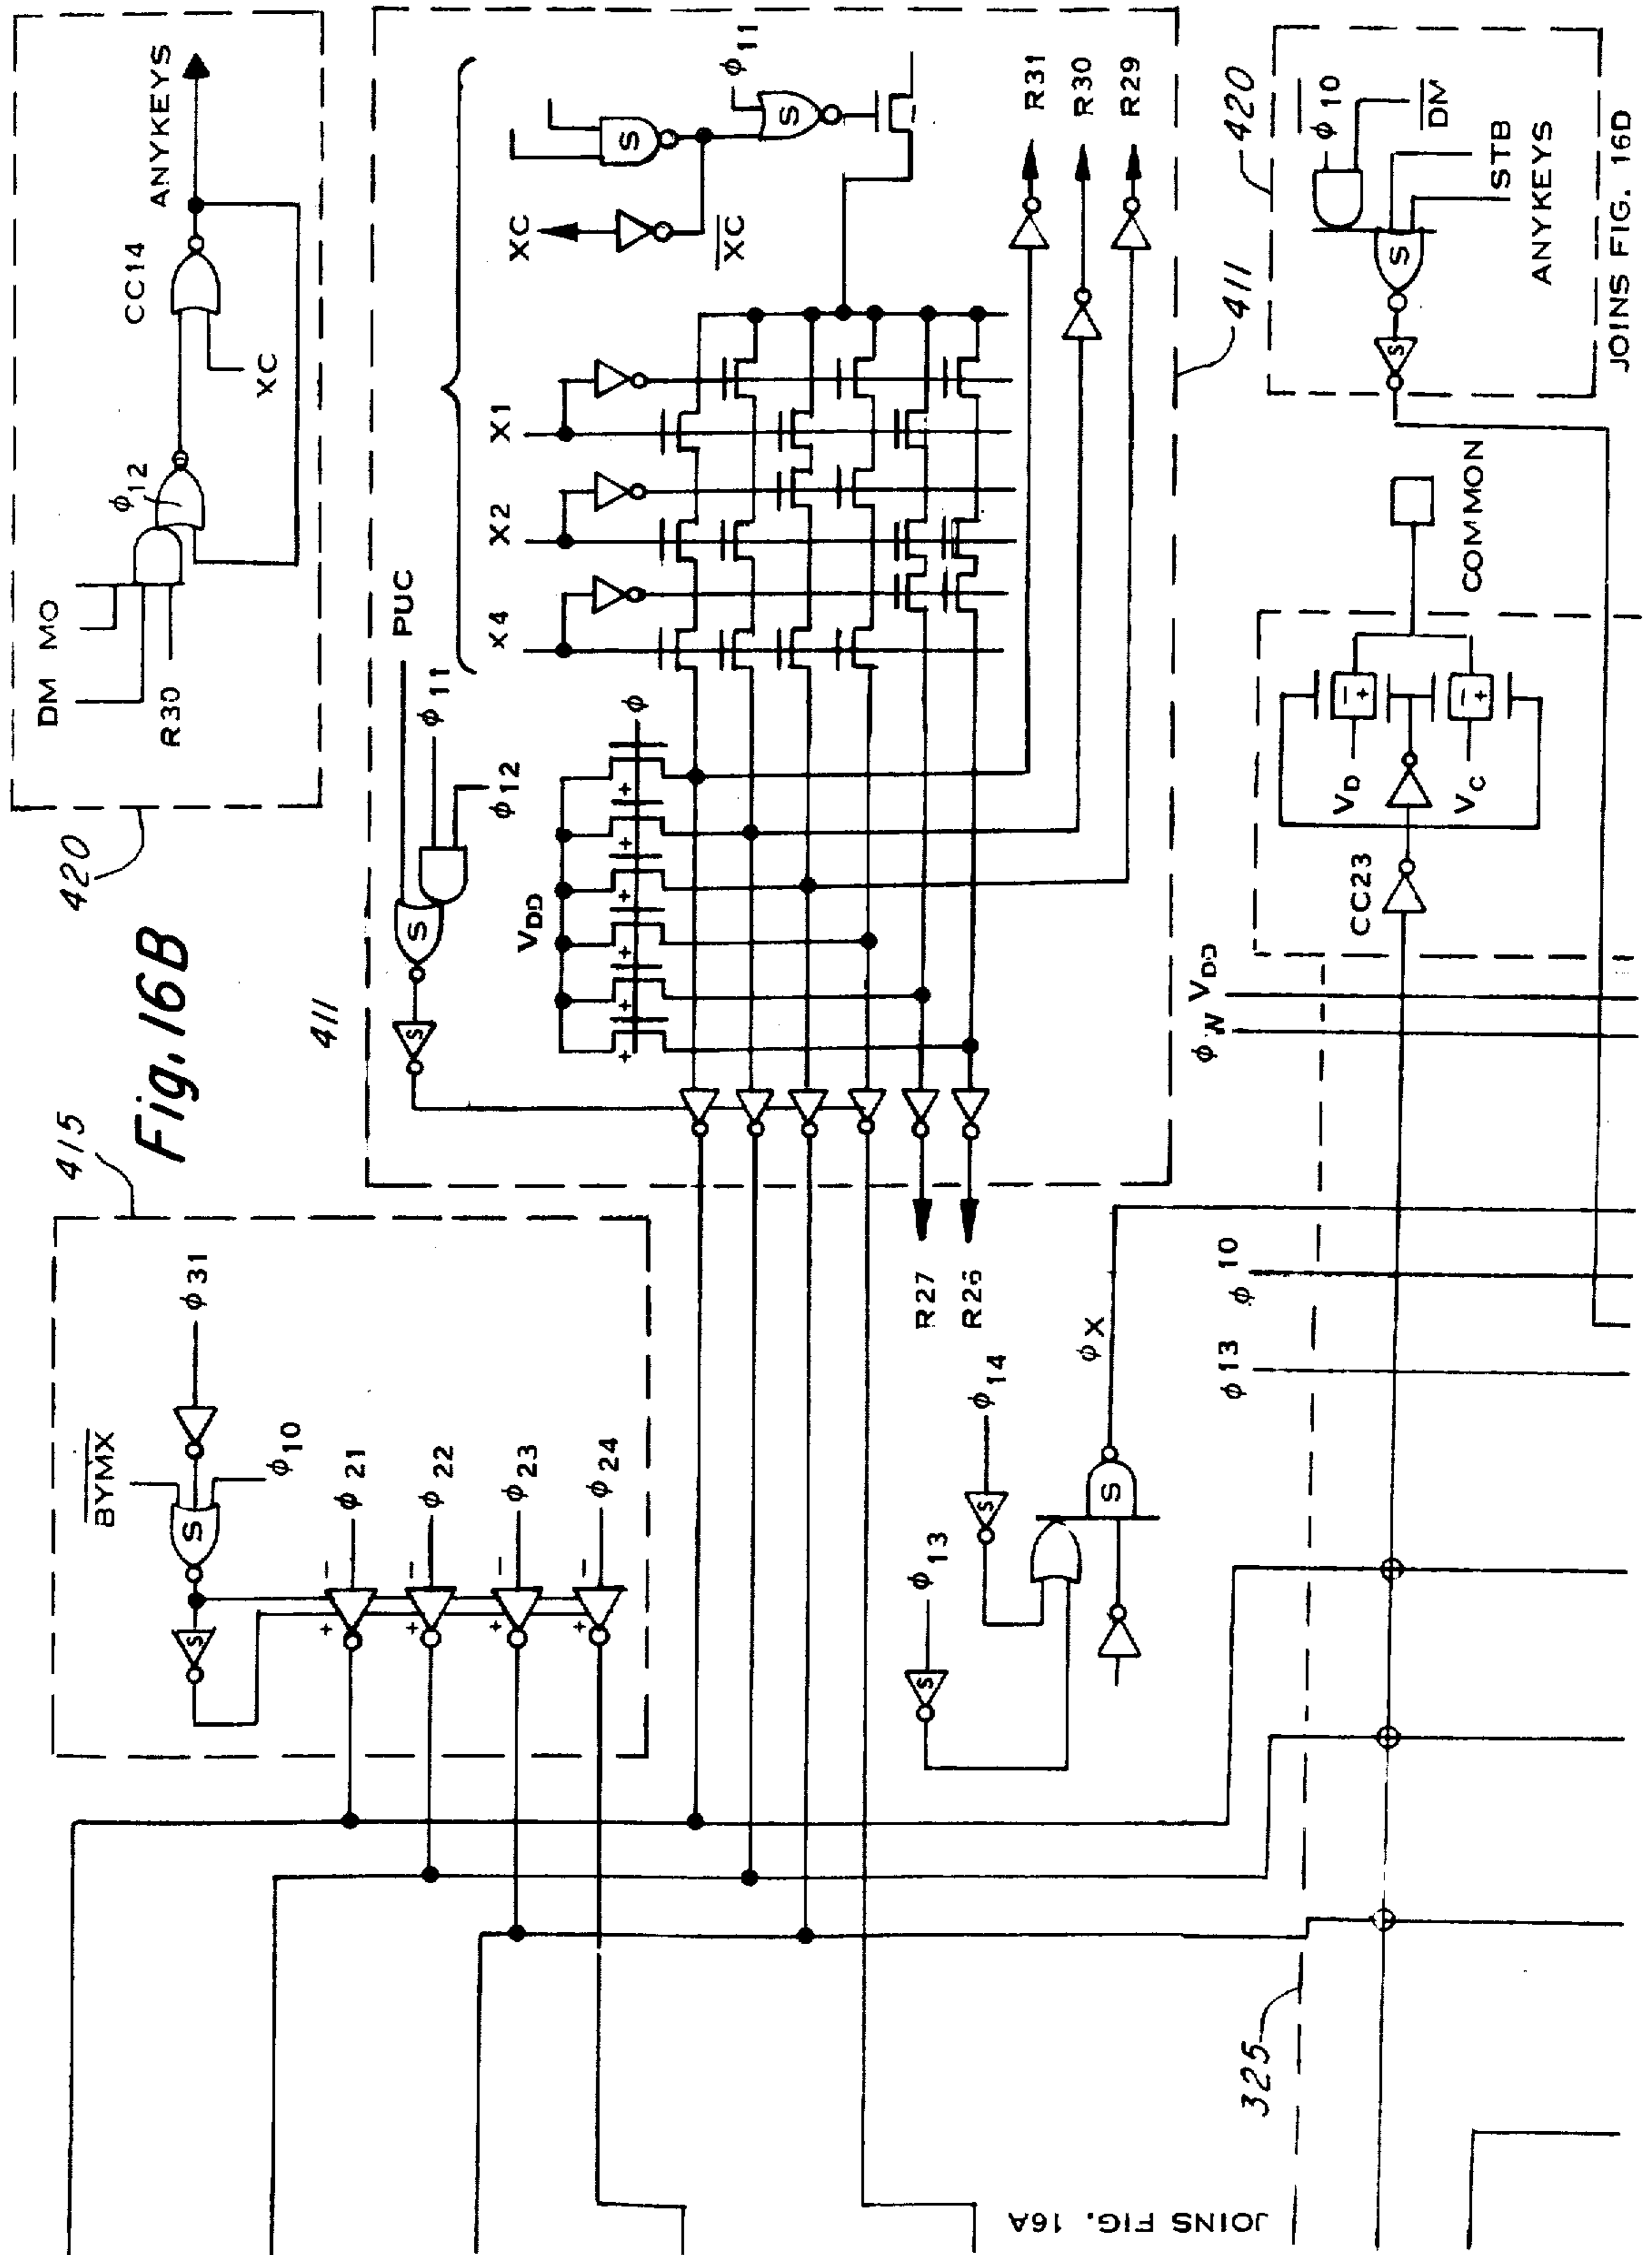 DM MO
R30
φ12
CC14
XC
ANYKEYS
420
Fig. 16B
415
BYMX
φ31
φ10
φ21
φ22
φ23
φ24
S
S
-
-
-
-
+
+
+
+
411
PUC
φ11
φ12
S
S
VDD
φ
+
+
+
+
+
+
X4
X2
X1
XC
XC
S
φ11
S
R31
R30
R29
411
R27
R26
φ14
φ13
S
S
S
φX
φ13
φ10
φN
VDD
CC23
VD
VC
-
+
-
+
COMMON
420
φ10
DM
STB
ANYKEYS
S
S
JOINS FIG. 16D
325
JOINS FIG. 16A